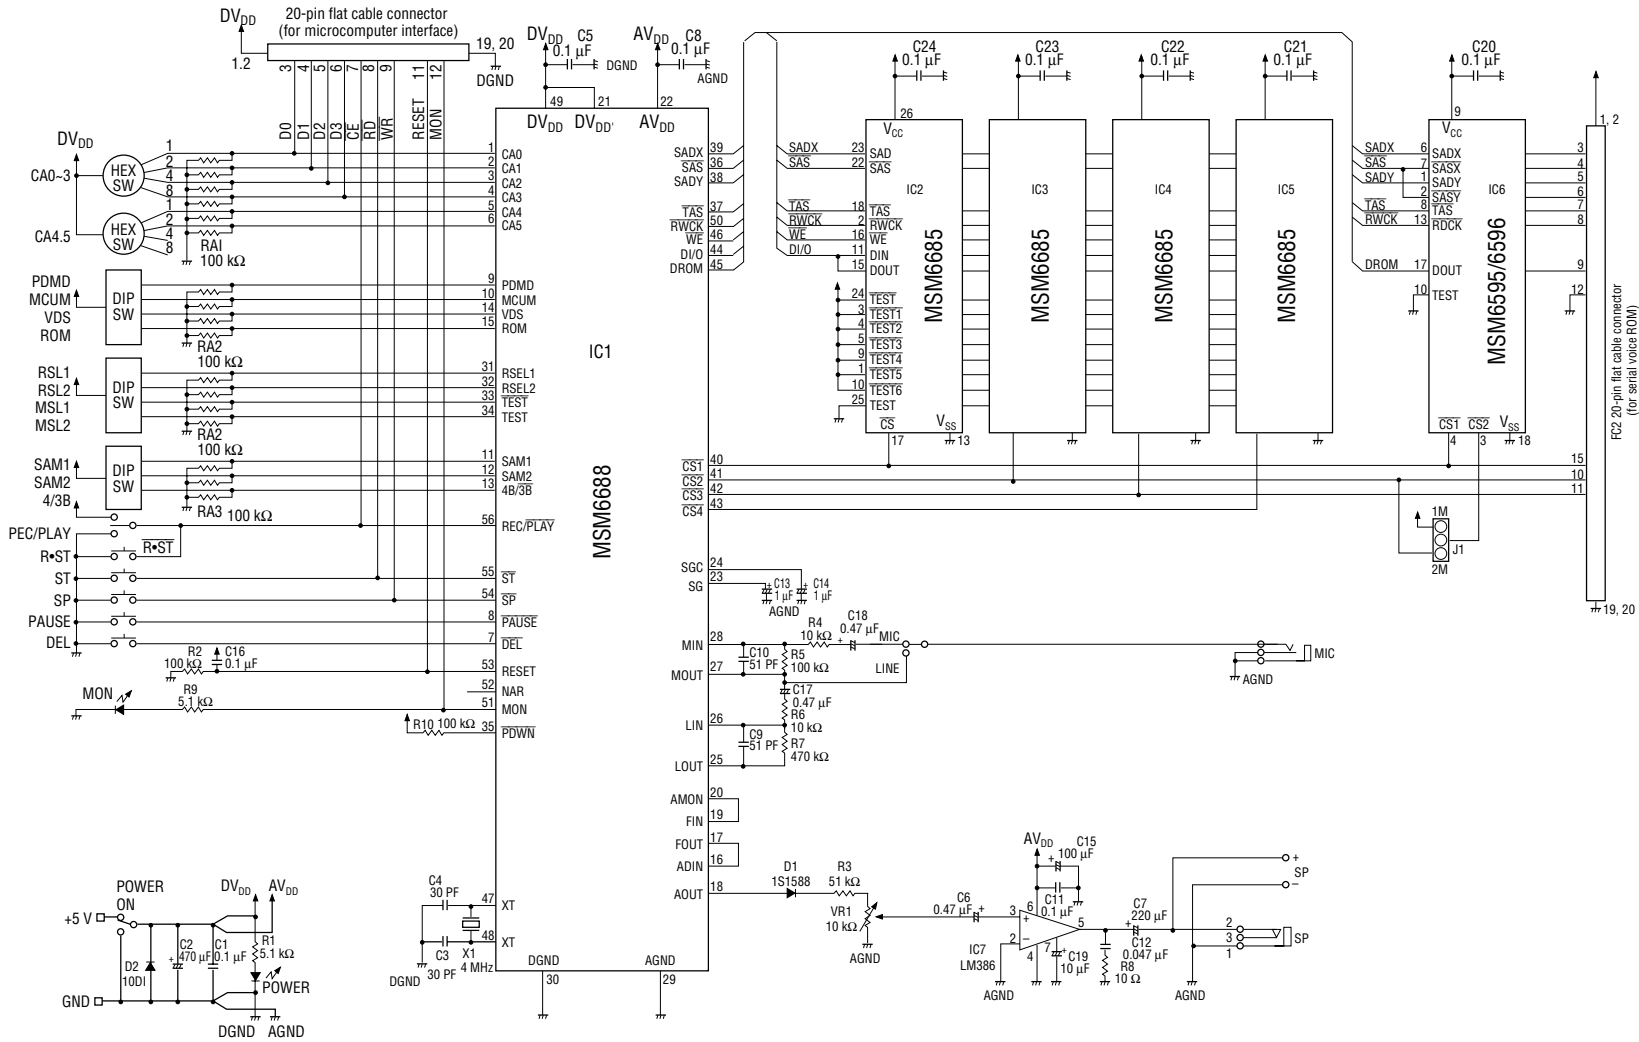 20-pin flat cable connector
(for microcomputer interface)
DVDD
1.2
19, 20
DGND
3 4 5 6 7 8 9 11 12
D0 D1 D2 D3 CE RD WR RESET MON
DVDD
CA0~3
HEX SW
1
2
4
8
CA4.5
HEX SW
1
2
4
8
RAI
100 kΩ
PDMD
MCUM
VDS
ROM
DIP SW
RA2
100 kΩ
RSL1
RSL2
MSL1
MSL2
DIP SW
RA2
100 kΩ
SAM1
SAM2
4/3B
DIP SW
RA3 100 kΩ
PEC/PLAY
R•ST
R•ST
ST
SP
PAUSE
DEL
R2
100 kΩ
C16
0.1 µF
MON
R9
5.1 kΩ
R10 100 kΩ
DVDD
C5
0.1 µF
DGND
AVDD
C8
0.1 µF
AGND
49 21 22
DVDD DVDD' AVDD
1 CA0
2 CA1
3 CA2
4 CA3
5 CA4
6 CA5
9 PDMD
10 MCUM
14 VDS
15 ROM
31 RSEL1
32 RSEL2
33 TEST
34 TEST
11 SAM1
12 SAM2
13 4B/3B
56 REC/PLAY
55 ST
54 SP
8 PAUSE
7 DEL
53 RESET
52 NAR
51 MON
35 PDWN
47 XT
48 XT
IC1
MSM6688
SADX 39
SAS 36
SADY 38
TAS 37
RWCK 50
WE 46
DI/O 44
DROM 45
CS1 40
CS2 41
CS3 42
CS4 43
SGC 24
SG 23
MIN 28
MOUT 27
LIN 26
LOUT 25
AMON 20
FIN 19
FOUT 17
ADIN 16
AOUT 18
DGND AGND
30 29
C4
30 PF
C3
30 PF
X1
4 MHz
DGND
C24
0.1 µF
C23
0.1 µF
C22
0.1 µF
C21
0.1 µF
C20
0.1 µF
26
VCC
SADX 23 SAD
SAS 22 SAS
TAS 18 TAS
RWCK 2 RWCK
WE 16 WE
DI/O 11 DIN
15 DOUT
24 TEST
3 TEST1
4 TEST2
5 TEST3
9 TEST4
1 TEST5
10 TEST6
25 TEST
CS VSS
17 13
IC2
MSM6685
IC3
MSM6685
IC4
MSM6685
IC5
MSM6685
9
VCC
SADX 6 SADX
SAS 7 SASX
SADY 1 SADY
2 SASY
TAS 8 TAS
RWCK 13 RDCK
DROM 17 DOUT
10 TEST
IC6
MSM6595/6596
CS1 CS2 VSS
4 3 18
1, 2
3
4
5
6
7
8
9
12
15
10
11
19, 20
FC2 20-pin flat cable connector
(for serial voice ROM)
1M
J1
2M
C13
1 µF
C14
1 µF
AGND
R4
10 kΩ
C18
0.47 µF
MIC
LINE
C10
51 PF
R5
100 kΩ
C17
0.47 µF
R6
10 kΩ
C9
51 PF
R7
470 kΩ
MIC
AGND
D1
1S1588
R3
51 kΩ
VR1
10 kΩ
AGND
C6
0.47 µF
AVDD
C15
100 µF
C11
0.1 µF
3
2
6
5
7
4
IC7
LM386
AGND
C19
10 µF
C7
220 µF
C12
0.047 µF
R8
10 Ω
+
SP
−
2
3
1
SP
AGND
POWER
ON
+5 V
GND
D2
10DI
C2
470 µF
C1
0.1 µF
DVDD
AVDD
R1
5.1 kΩ
POWER
DGND AGND